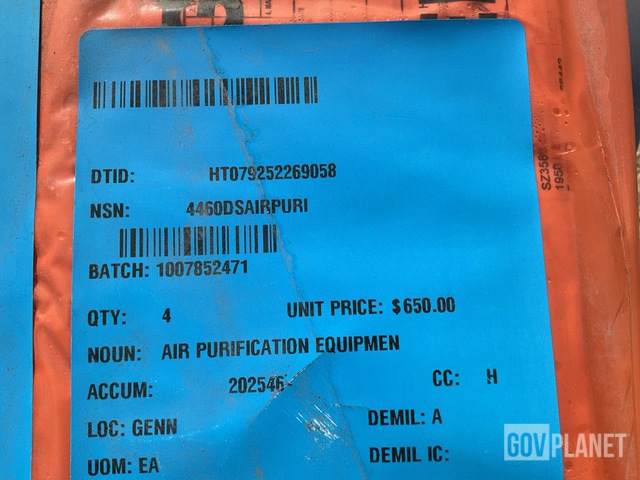 DTID: HT079252269058
NSN: 4460DSAIRPURI
BATCH: 1007852471
QTY: 4 UNIT PRICE: $650.00
NOUN: AIR PURIFICATION EQUIPMEN
ACCUM: 202546 CC: H
LOC: GENN DEMIL: A
UOM: EA DEMIL IC:
GOVPLANET